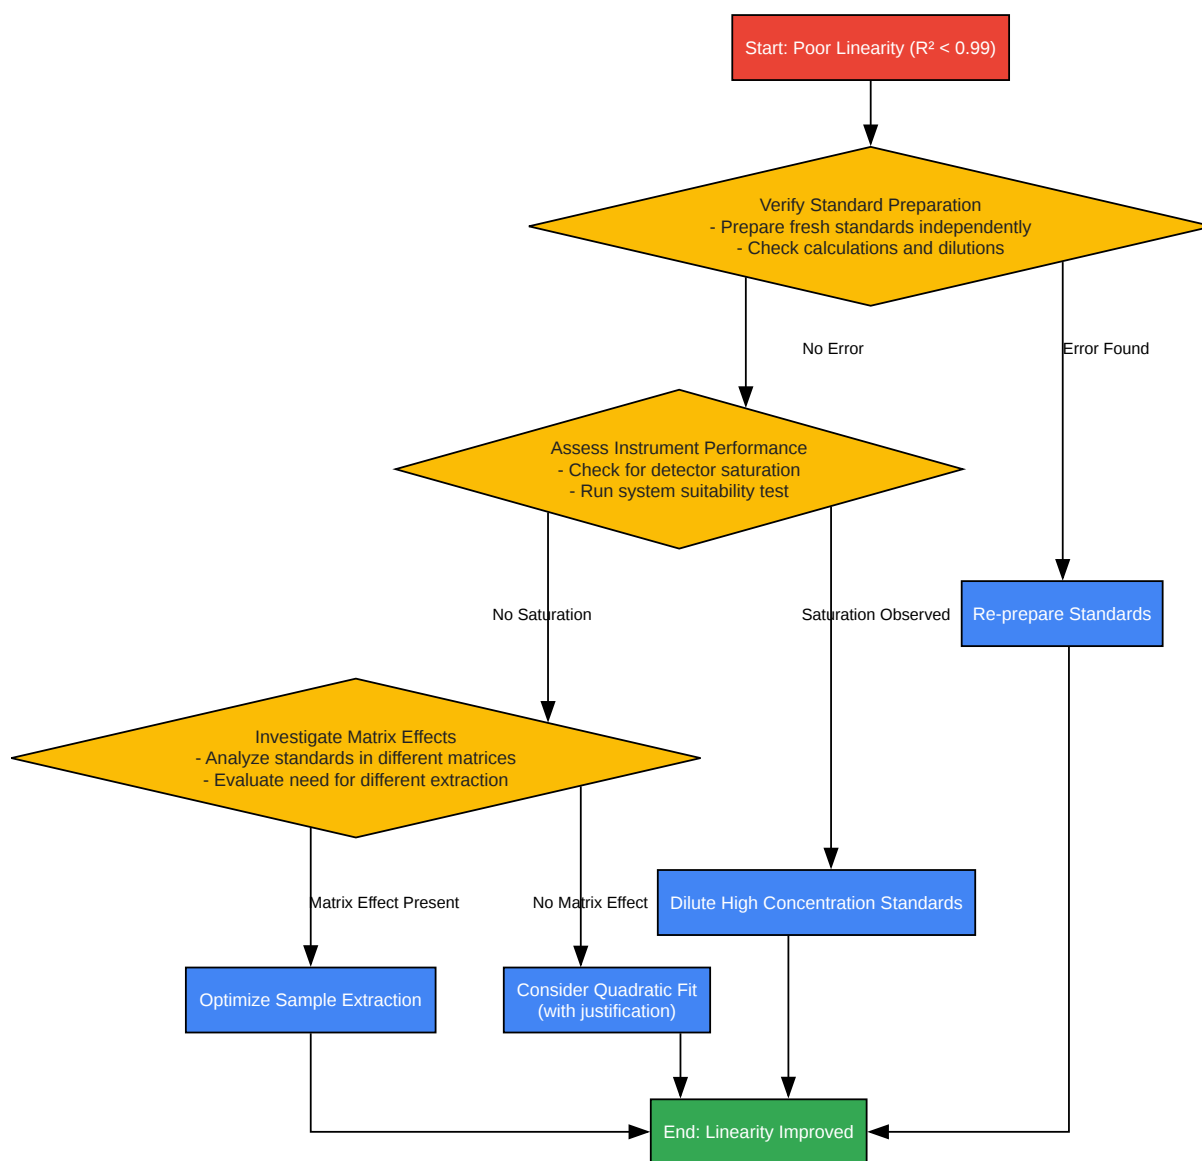 Start: Poor Linearity (R² < 0.99)
Verify Standard Preparation
- Prepare fresh standards independently
- Check calculations and dilutions
No Error
Error Found
Assess Instrument Performance
- Check for detector saturation
- Run system suitability test
No Saturation
Saturation Observed
Re-prepare Standards
Investigate Matrix Effects
- Analyze standards in different matrices
- Evaluate need for different extraction
Matrix Effect Present
No Matrix Effect
Dilute High Concentration Standards
Optimize Sample Extraction
Consider Quadratic Fit
(with justification)
End: Linearity Improved